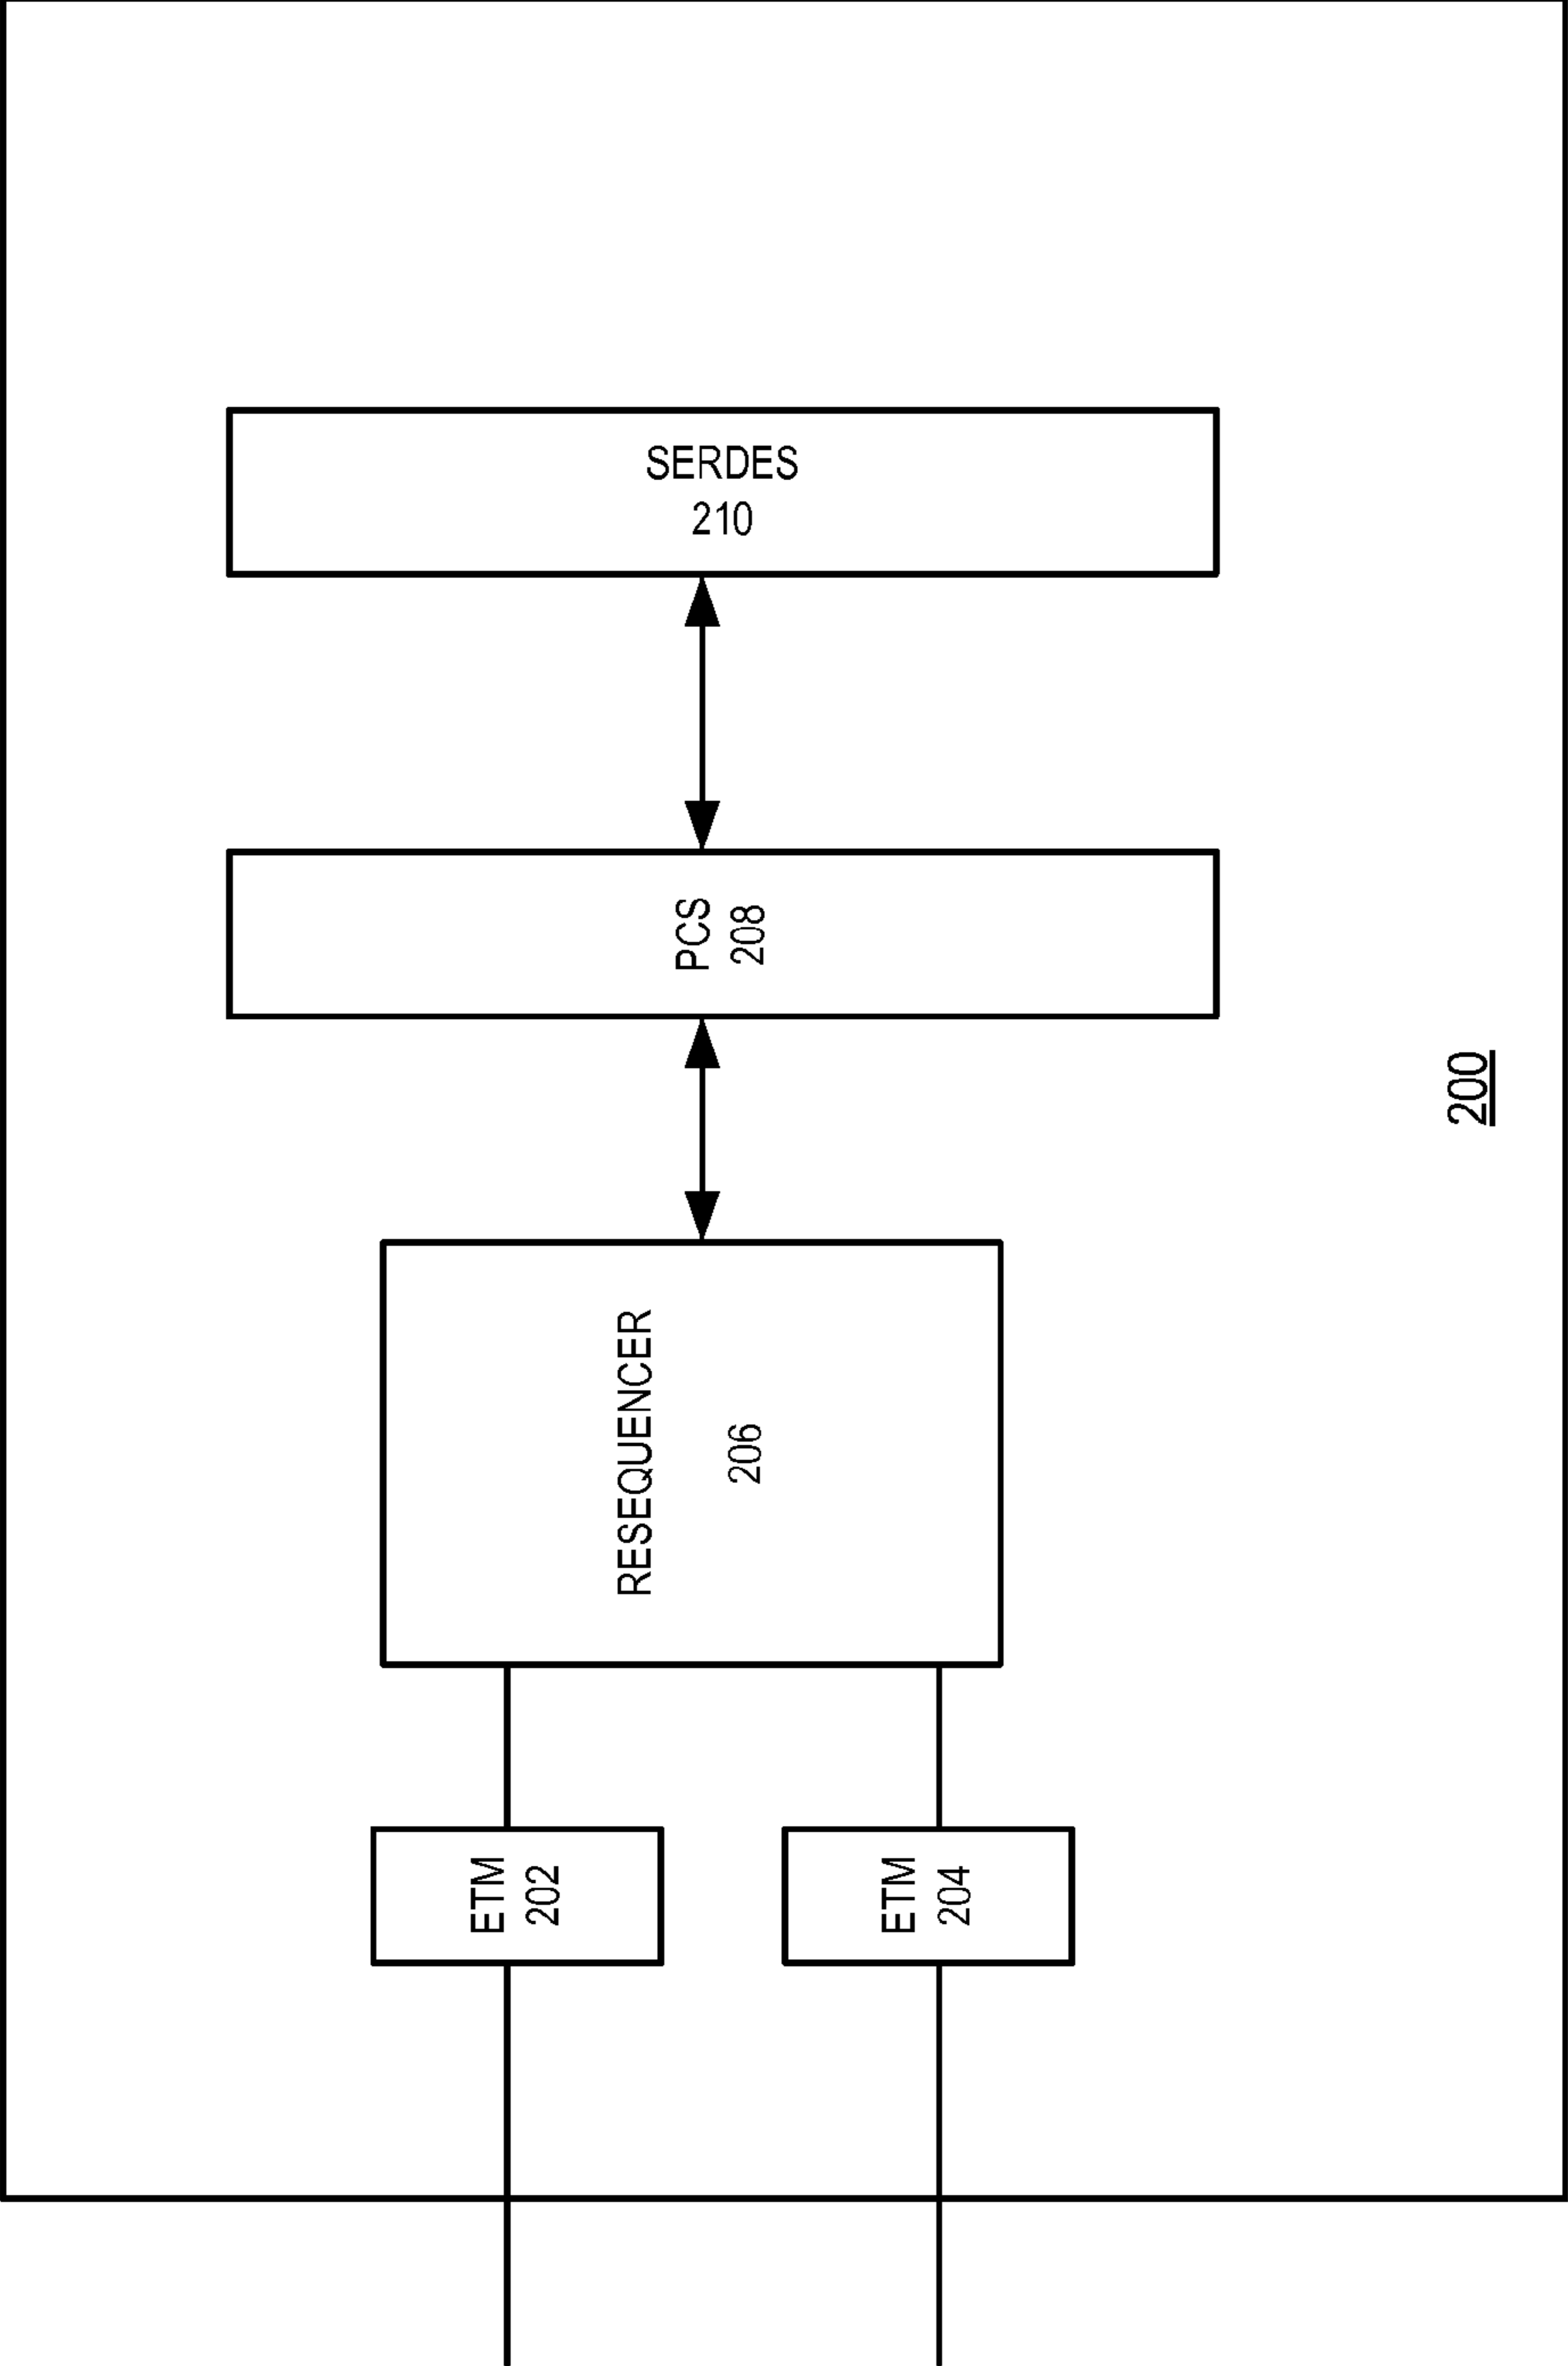 SERDES
210
PCS
208
RESEQUENCER
206
ETM
202
ETM
204
200